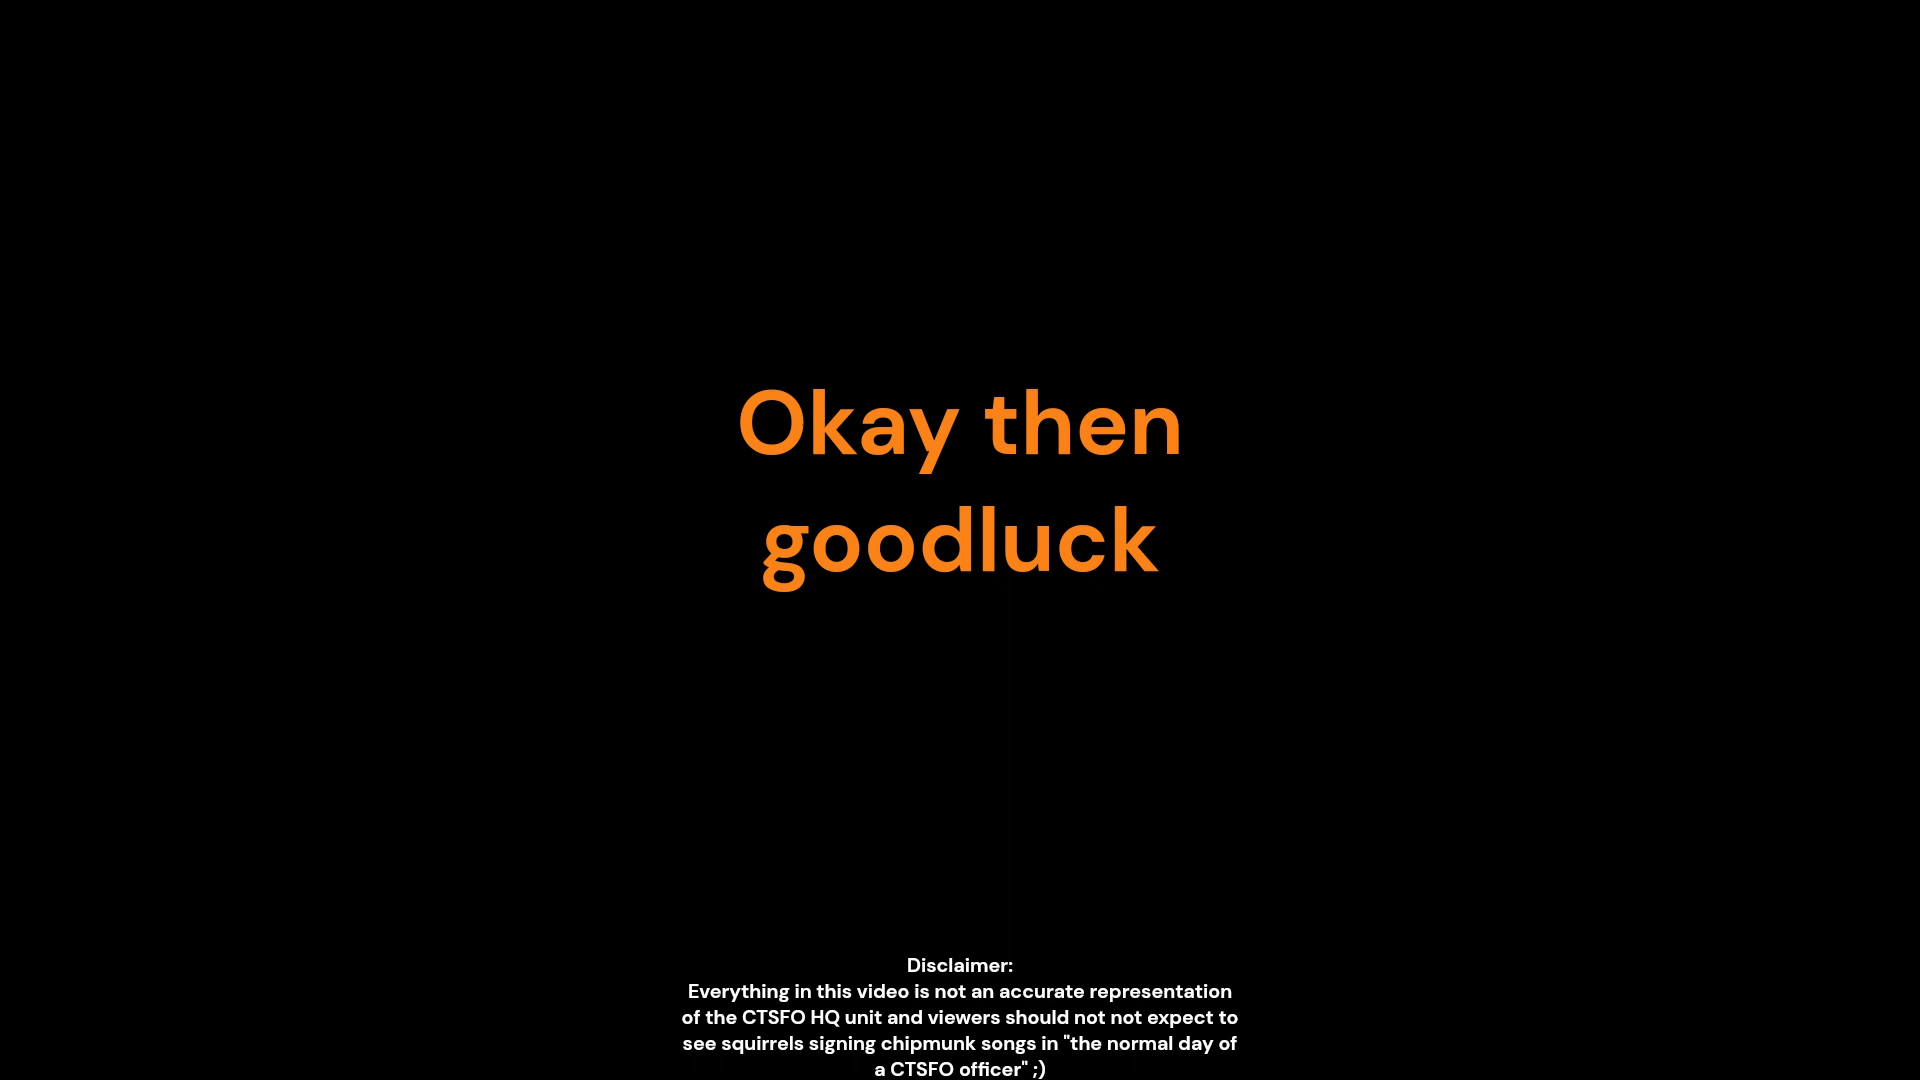 Okay then
goodluck
Disclaimer:
Everything in this video is not an accurate representation
of the CTSFO HQ unit and viewers should not not expect to
see squirrels signing chipmunk songs in "the normal day of
a CTSFO officer" ;)